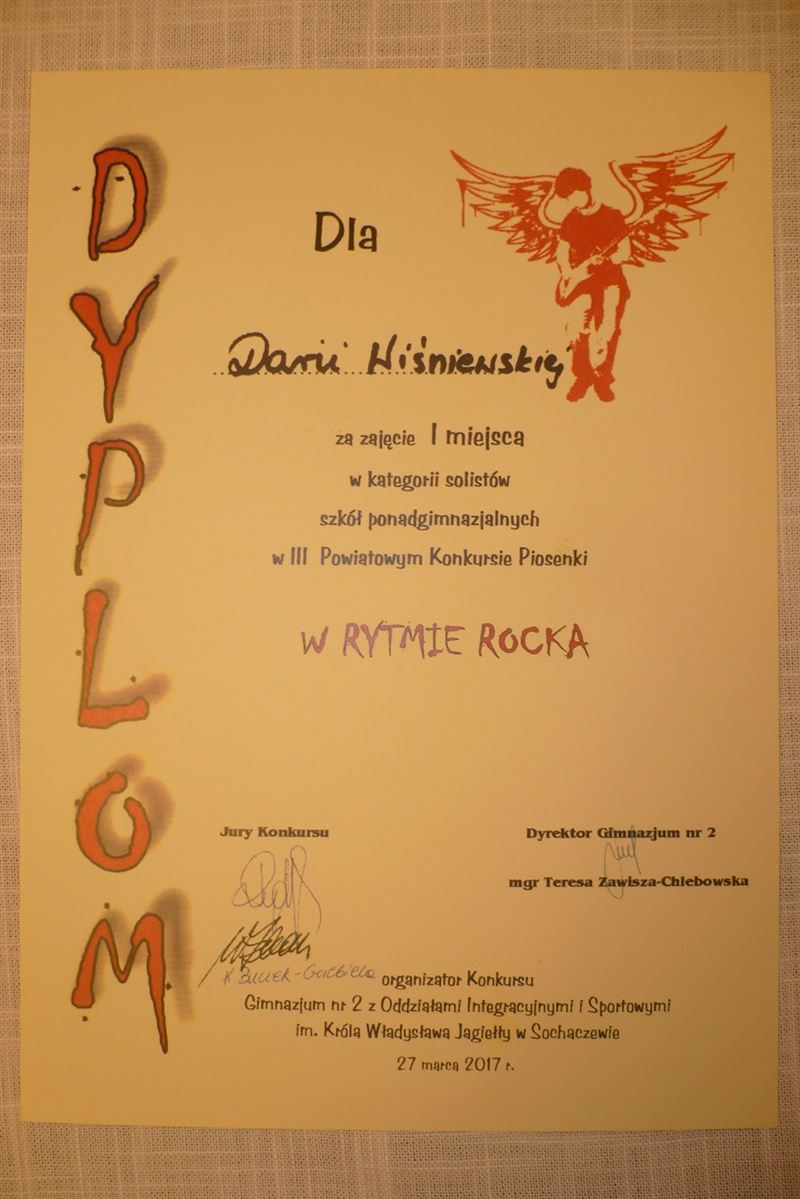 DYPLOM
Dla
Darii Wiśniewskiej
za zajęcie I miejsca
w kategorii solistów
szkół ponadgimnazjalnych
w III Powiatowym Konkursie Piosenki
W RYTMIE ROCKA
Jury Konkursu
Dyrektor Gimnazjum nr 2
mgr Teresa Zawisza-Chlebowska
organizator Konkursu
Gimnazjum nr 2 z Oddziałami Integracyjnymi i Sportowymi
im. Króla Władysława Jagiełły w Sochaczewie
27 marca 2017 r.